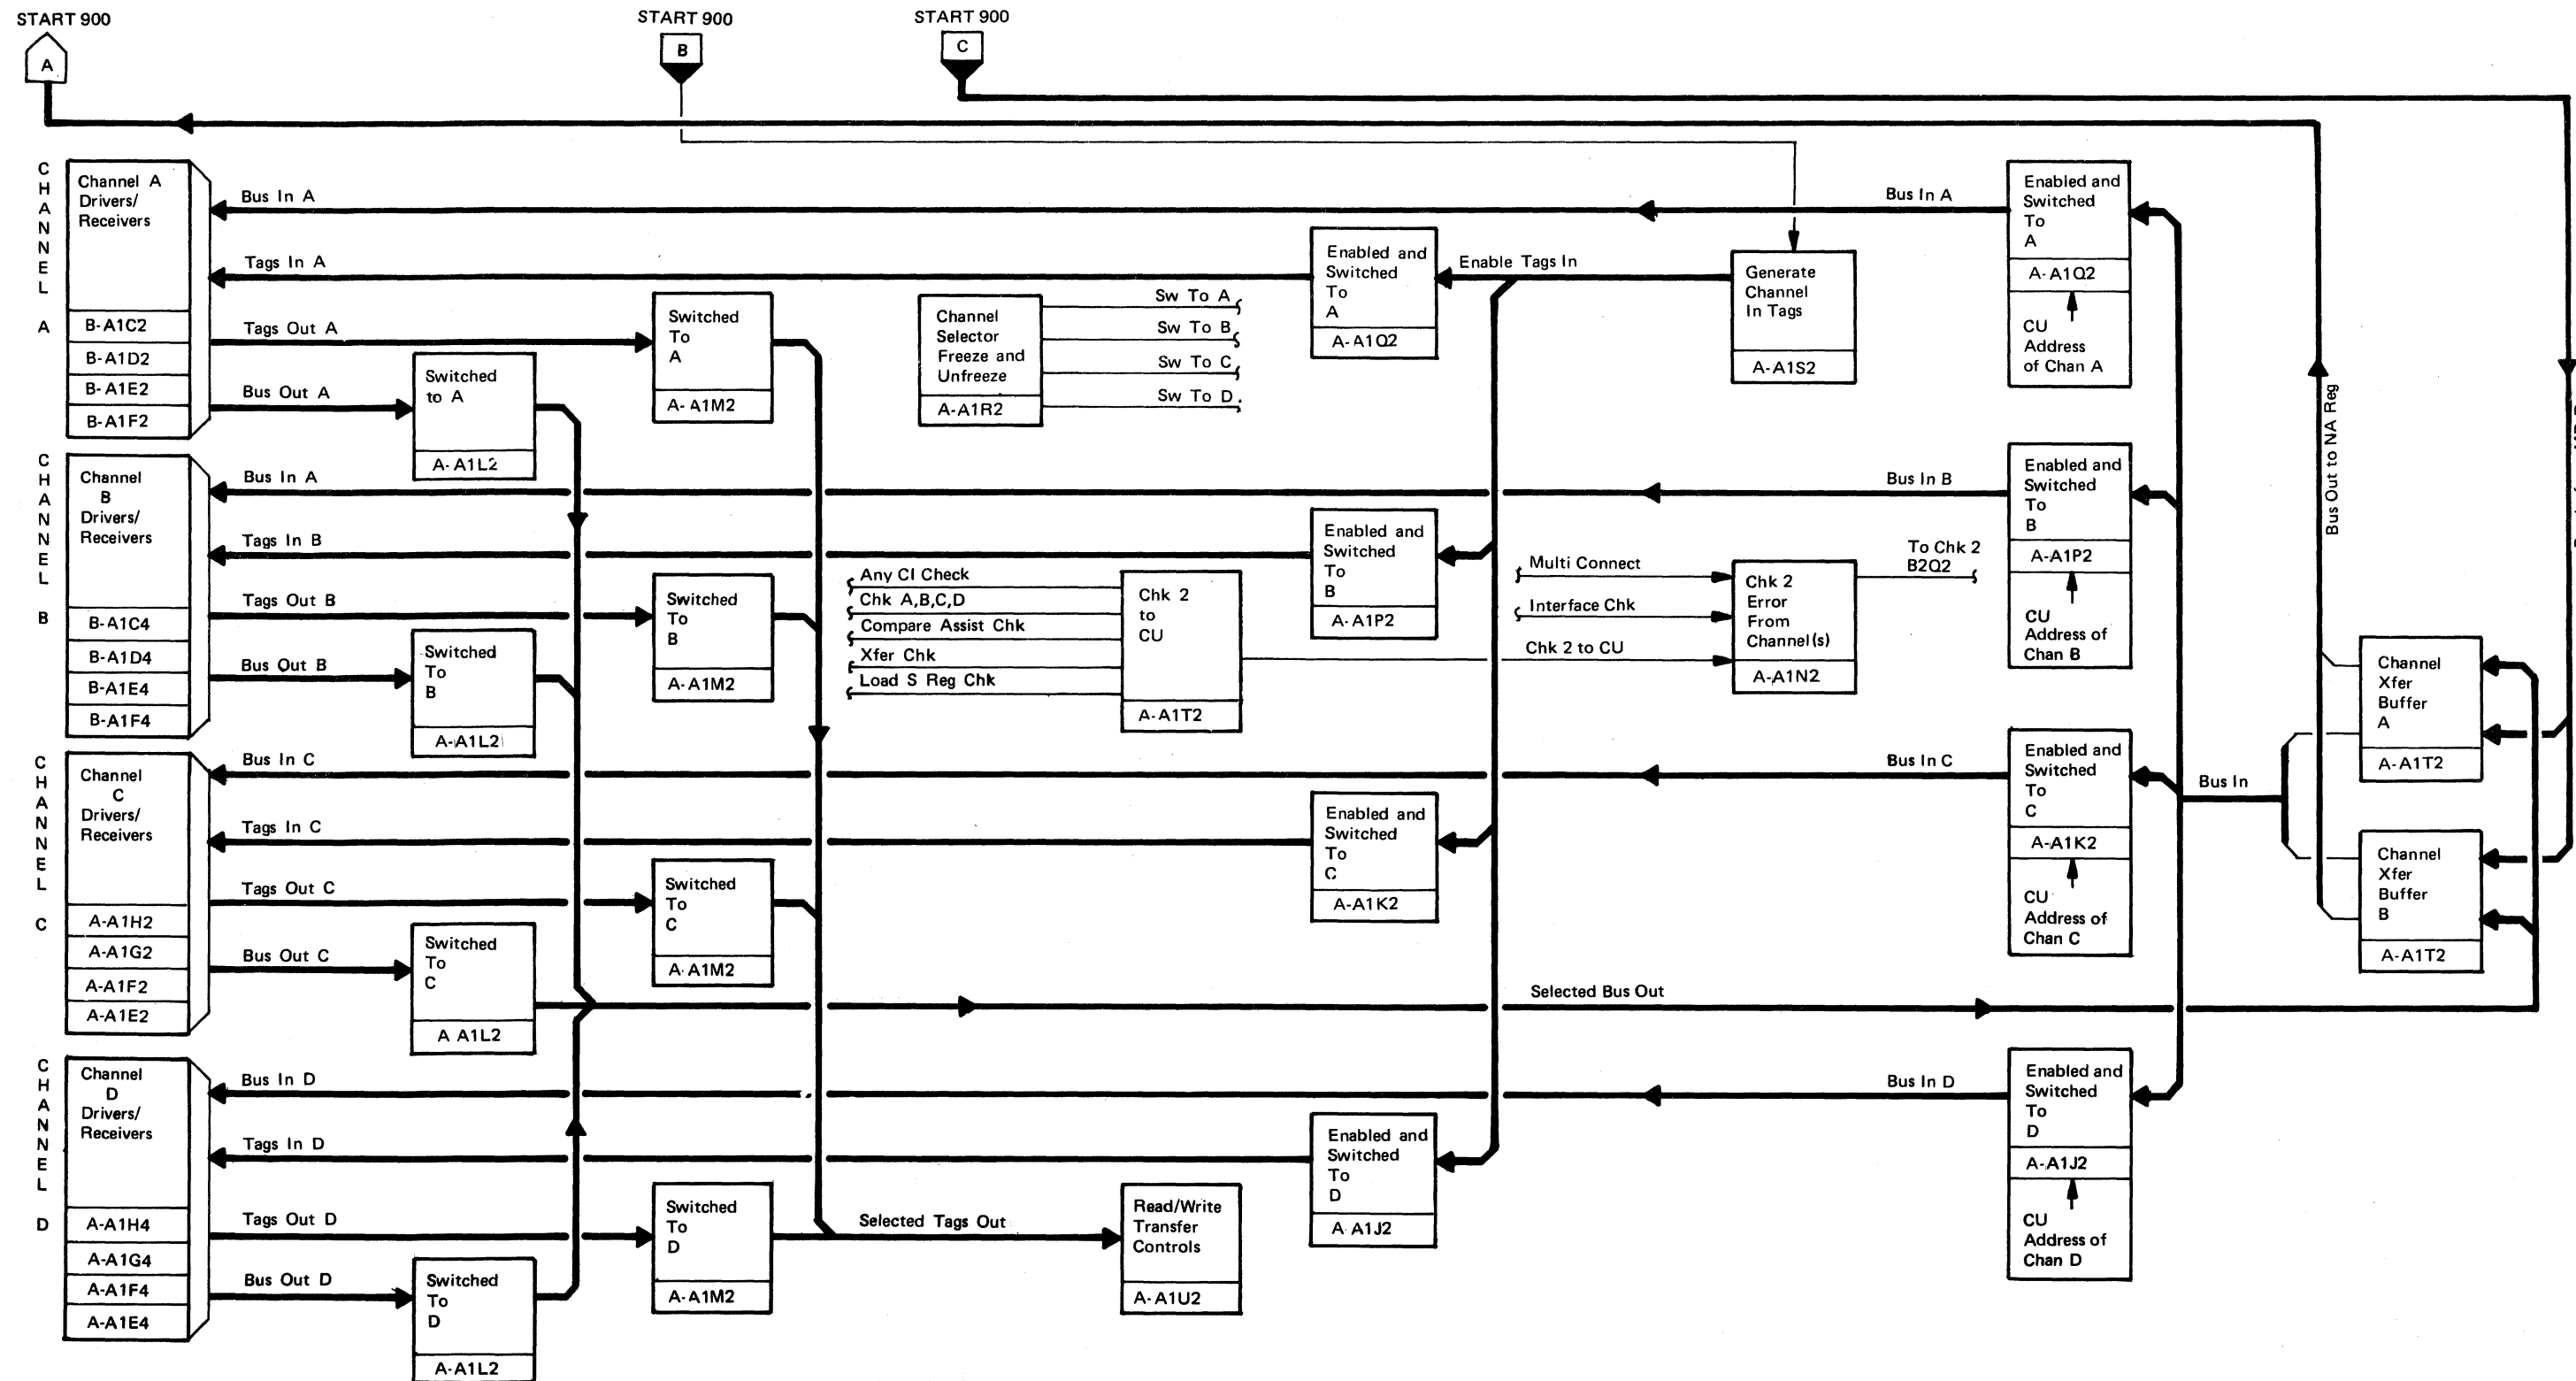 START 900
START 900
START 900
A
B
C
CHANNEL A
Channel A
Drivers/
Receivers
B-A1C2
B-A1D2
B-A1E2
B-A1F2
Bus In A
Tags In A
Tags Out A
Bus Out A
Switched
to A
A-A1L2
Switched
To
A
A-A1M2
Channel
Selector
Freeze and
Unfreeze
A-A1R2
Sw To A
Sw To B
Sw To C
Sw To D
Enabled and
Switched
To
A
A-A1Q2
Enable Tags In
Generate
Channel
In Tags
A-A1S2
Bus In A
Enabled and
Switched
To
A
A-A1Q2
CU
Address
of Chan A
Bus Out to NA Reg
CHANNEL B
Channel
B
Drivers/
Receivers
B-A1C4
B-A1D4
B-A1E4
B-A1F4
Bus In A
Tags In B
Tags Out B
Bus Out B
Switched
To
B
A-A1L2
Switched
To
B
A-A1M2
Any CI Check
Chk A,B,C,D
Compare Assist Chk
Xfer Chk
Load S Reg Chk
Chk 2
to
CU
A-A1T2
Enabled and
Switched
To
B
A-A1P2
Multi Connect
Interface Chk
Chk 2 to CU
Chk 2
Error
From
Channel(s)
A-A1N2
To Chk 2
B2Q2
Bus In B
Enabled and
Switched
To
B
A-A1P2
CU
Address of
Chan B
Channel
Xfer
Buffer
A
A-A1T2
CHANNEL C
Channel
C
Drivers/
Receivers
A-A1H2
A-A1G2
A-A1F2
A-A1E2
Bus In C
Tags In C
Tags Out C
Bus Out C
Switched
To
C
A A1L2
Switched
To
C
A-A1M2
Enabled and
Switched
To
C
A-A1K2
Bus In C
Enabled and
Switched
To
C
A-A1K2
CU
Address of
Chan C
Bus In
Channel
Xfer
Buffer
B
A-A1T2
Selected Bus Out
CHANNEL D
Channel
D
Drivers/
Receivers
A-A1H4
A-A1G4
A-A1F4
A-A1E4
Bus In D
Tags In D
Tags Out D
Bus Out D
Switched
To
D
A-A1L2
Switched
To
D
A-A1M2
Selected Tags Out
Read/Write
Transfer
Controls
A-A1U2
Enabled and
Switched
To
D
A A1J2
Bus In D
Enabled and
Switched
To
D
A-A1J2
CU
Address of
Chan D